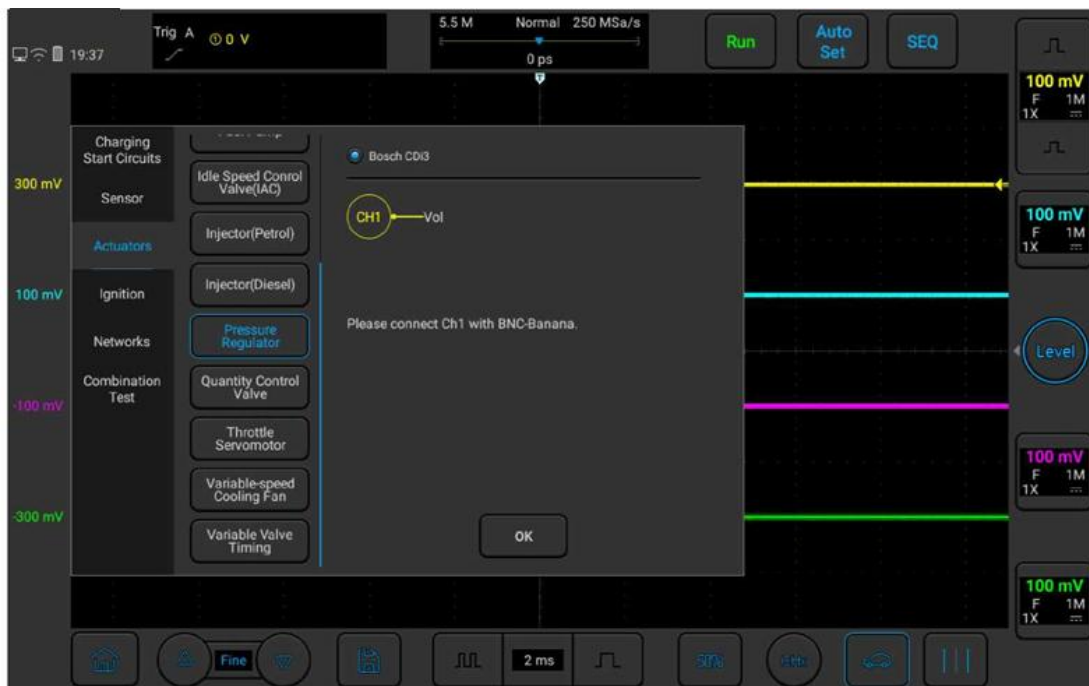 19:37
Trig A ① 0 V
5.5 M Normal 250 MSa/s
0 ps
T
Run
Auto
Set
SEQ
100 mV
F 1M
1X
300 mV
100 mV
-100 mV
-300 mV
Charging
Start Circuits
Sensor
Actuators
Ignition
Networks
Combination
Test
Idle Speed Conrol
Valve(IAC)
Injector(Petrol)
Injector(Diesel)
Pressure
Regulator
Quantity Control
Valve
Throttle
Servomotor
Variable-speed
Cooling Fan
Variable Valve
Timing
Bosch CDi3
CH1 Vol
Please connect Ch1 with BNC-Banana.
OK
100 mV
F 1M
1X
Level
100 mV
F 1M
1X
100 mV
F 1M
1X
Fine
2 ms
50%